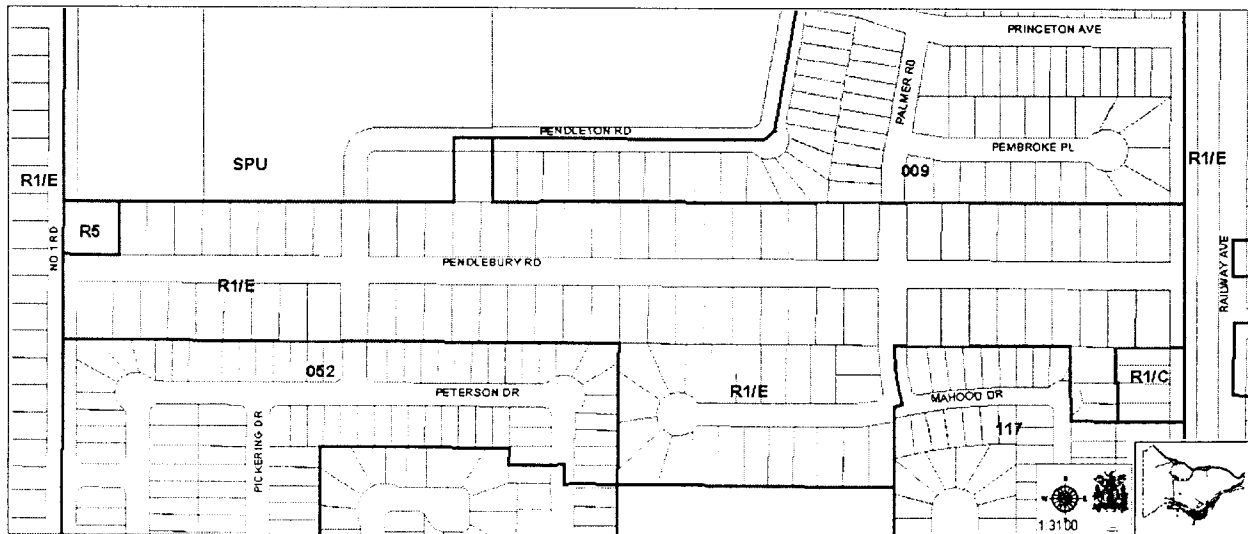 PRINCETON AVE
PALMER RD
PENDLETON RD
PEMBROKE PL
SPU
R1/E
009
R1/E
R5
NO 1 RD
PENDLEBURY RD
RAILWAY AVE
R1/E
052
PETERSON DR
R1/E
R1/C
MAHOOD DR
PICKERING DR
117
1:3100